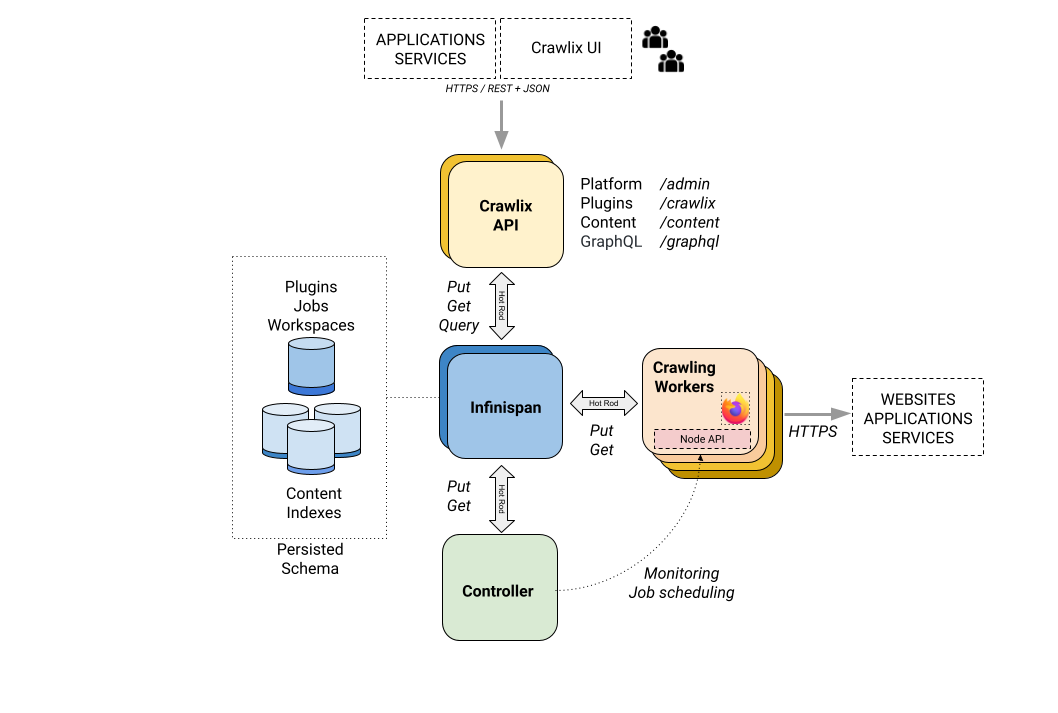 APPLICATIONS
SERVICES
Crawlix UI
HTTPS / REST + JSON
Crawlix
API
Platform /admin
Plugins /crawlix
Content /content
GraphQL /graphql
Put
Get
Query
Hot Rod
Plugins
Jobs
Workspaces
Content
Indexes
Persisted
Schema
Infinispan
Hot Rod
Put
Get
Crawling
Workers
Node API
HTTPS
WEBSITES
APPLICATIONS
SERVICES
Put
Get
Hot Rod
Controller
Monitoring
Job scheduling